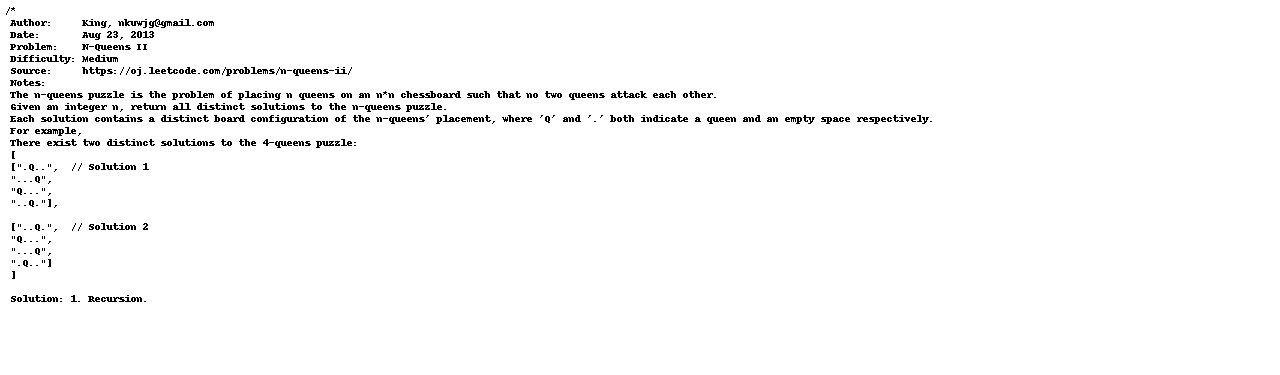 /*
Author:     King, nkuwjg@gmail.com
Date:       Aug 23, 2013
Problem:    N-Queens II
Difficulty: Medium
Source:     https://oj.leetcode.com/problems/n-queens-ii/
Notes:
The n-queens puzzle is the problem of placing n queens on an n*n chessboard such that no two queens attack each other.
Given an integer n, return all distinct solutions to the n-queens puzzle.
Each solution contains a distinct board configuration of the n-queens' placement, where 'Q' and '.' both indicate a queen and an empty space respectively.
For example,
There exist two distinct solutions to the 4-queens puzzle:
[
[".Q..",  // Solution 1
"...Q",
"Q...",
"..Q."],
["..Q.",  // Solution 2
"Q...",
"...Q",
".Q.."]
]
Solution: 1. Recursion.